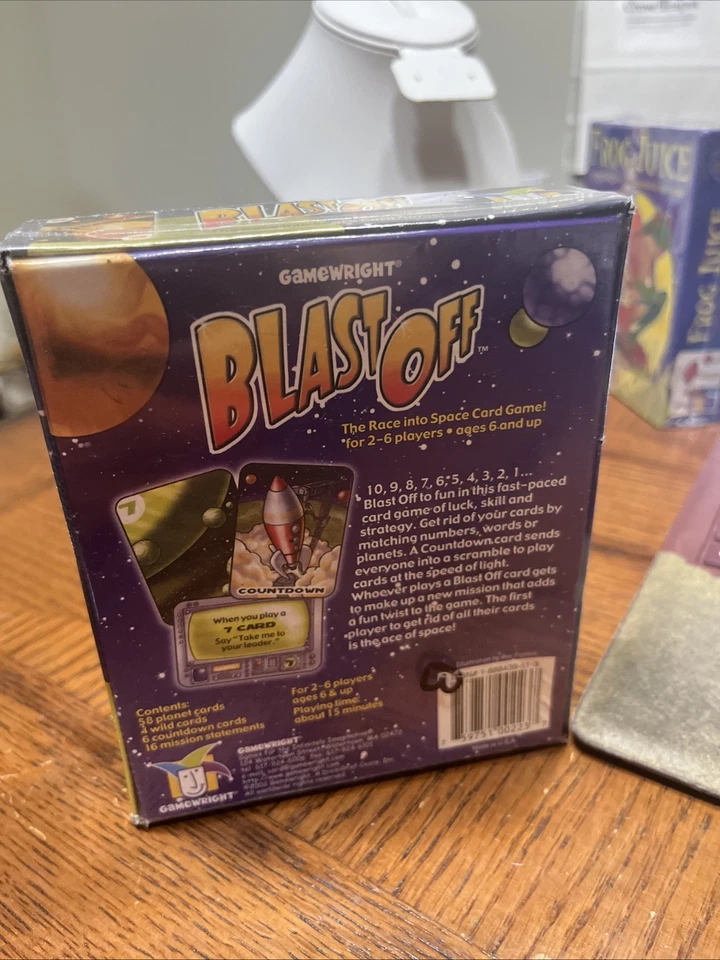 FROG JUICE
FROG JUICE
BLAST OFF
GAMEWRIGHT®
BLAST OFF™
The Race into Space Card Game!
for 2-6 players • ages 6 and up
10, 9, 8, 7, 6, 5, 4, 3, 2, 1...
Blast Off to fun in this fast-paced
card game of luck, skill and
strategy. Get rid of your cards by
matching numbers, words or
planets. A Countdown card sends
everyone into a scramble to play
cards at the speed of light.
Whoever plays a Blast Off card gets
to make up a new mission that adds
a fun twist to the game. The first
player to get rid of all their cards
is the ace of space!
7
COUNTDOWN
When you play a
7 CARD
Say "Take me to
your leader."
7
Contents:
58 planet cards
4 wild cards
6 countdown cards
16 mission statements
For 2-6 players
ages 6 & up
Playing time:
about 15 minutes
GAMEWRIGHT
GAMEWRIGHT®
Made in